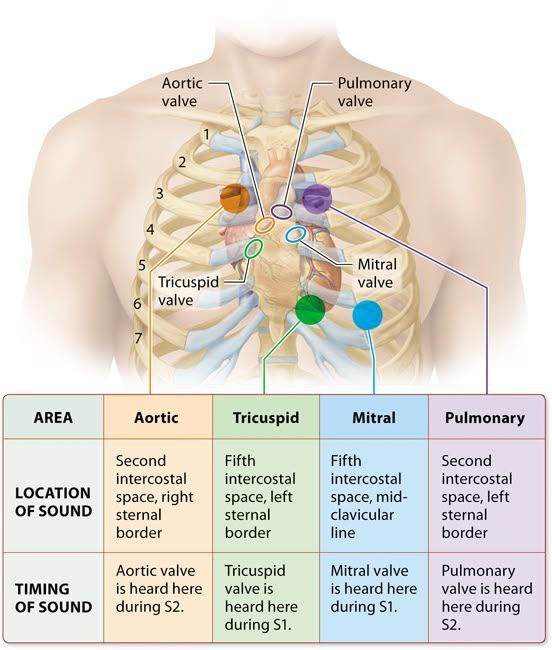 Aortic
valve
Pulmonary
valve
1
2
3
4
5
6
7
Tricuspid
valve
Mitral
valve
AREA
Aortic
Tricuspid
Mitral
Pulmonary
LOCATION
OF SOUND
Second
intercostal
space, right
sternal
border
Fifth
intercostal
space, left
sternal
border
Fifth
intercostal
space, mid-
clavicular
line
Second
intercostal
space, left
sternal
border
TIMING
OF SOUND
Aortic valve
is heard here
during S2.
Tricuspid
valve is
heard here
during S1.
Mitral valve
is heard here
during S1.
Pulmonary
valve is heard
here during
S2.